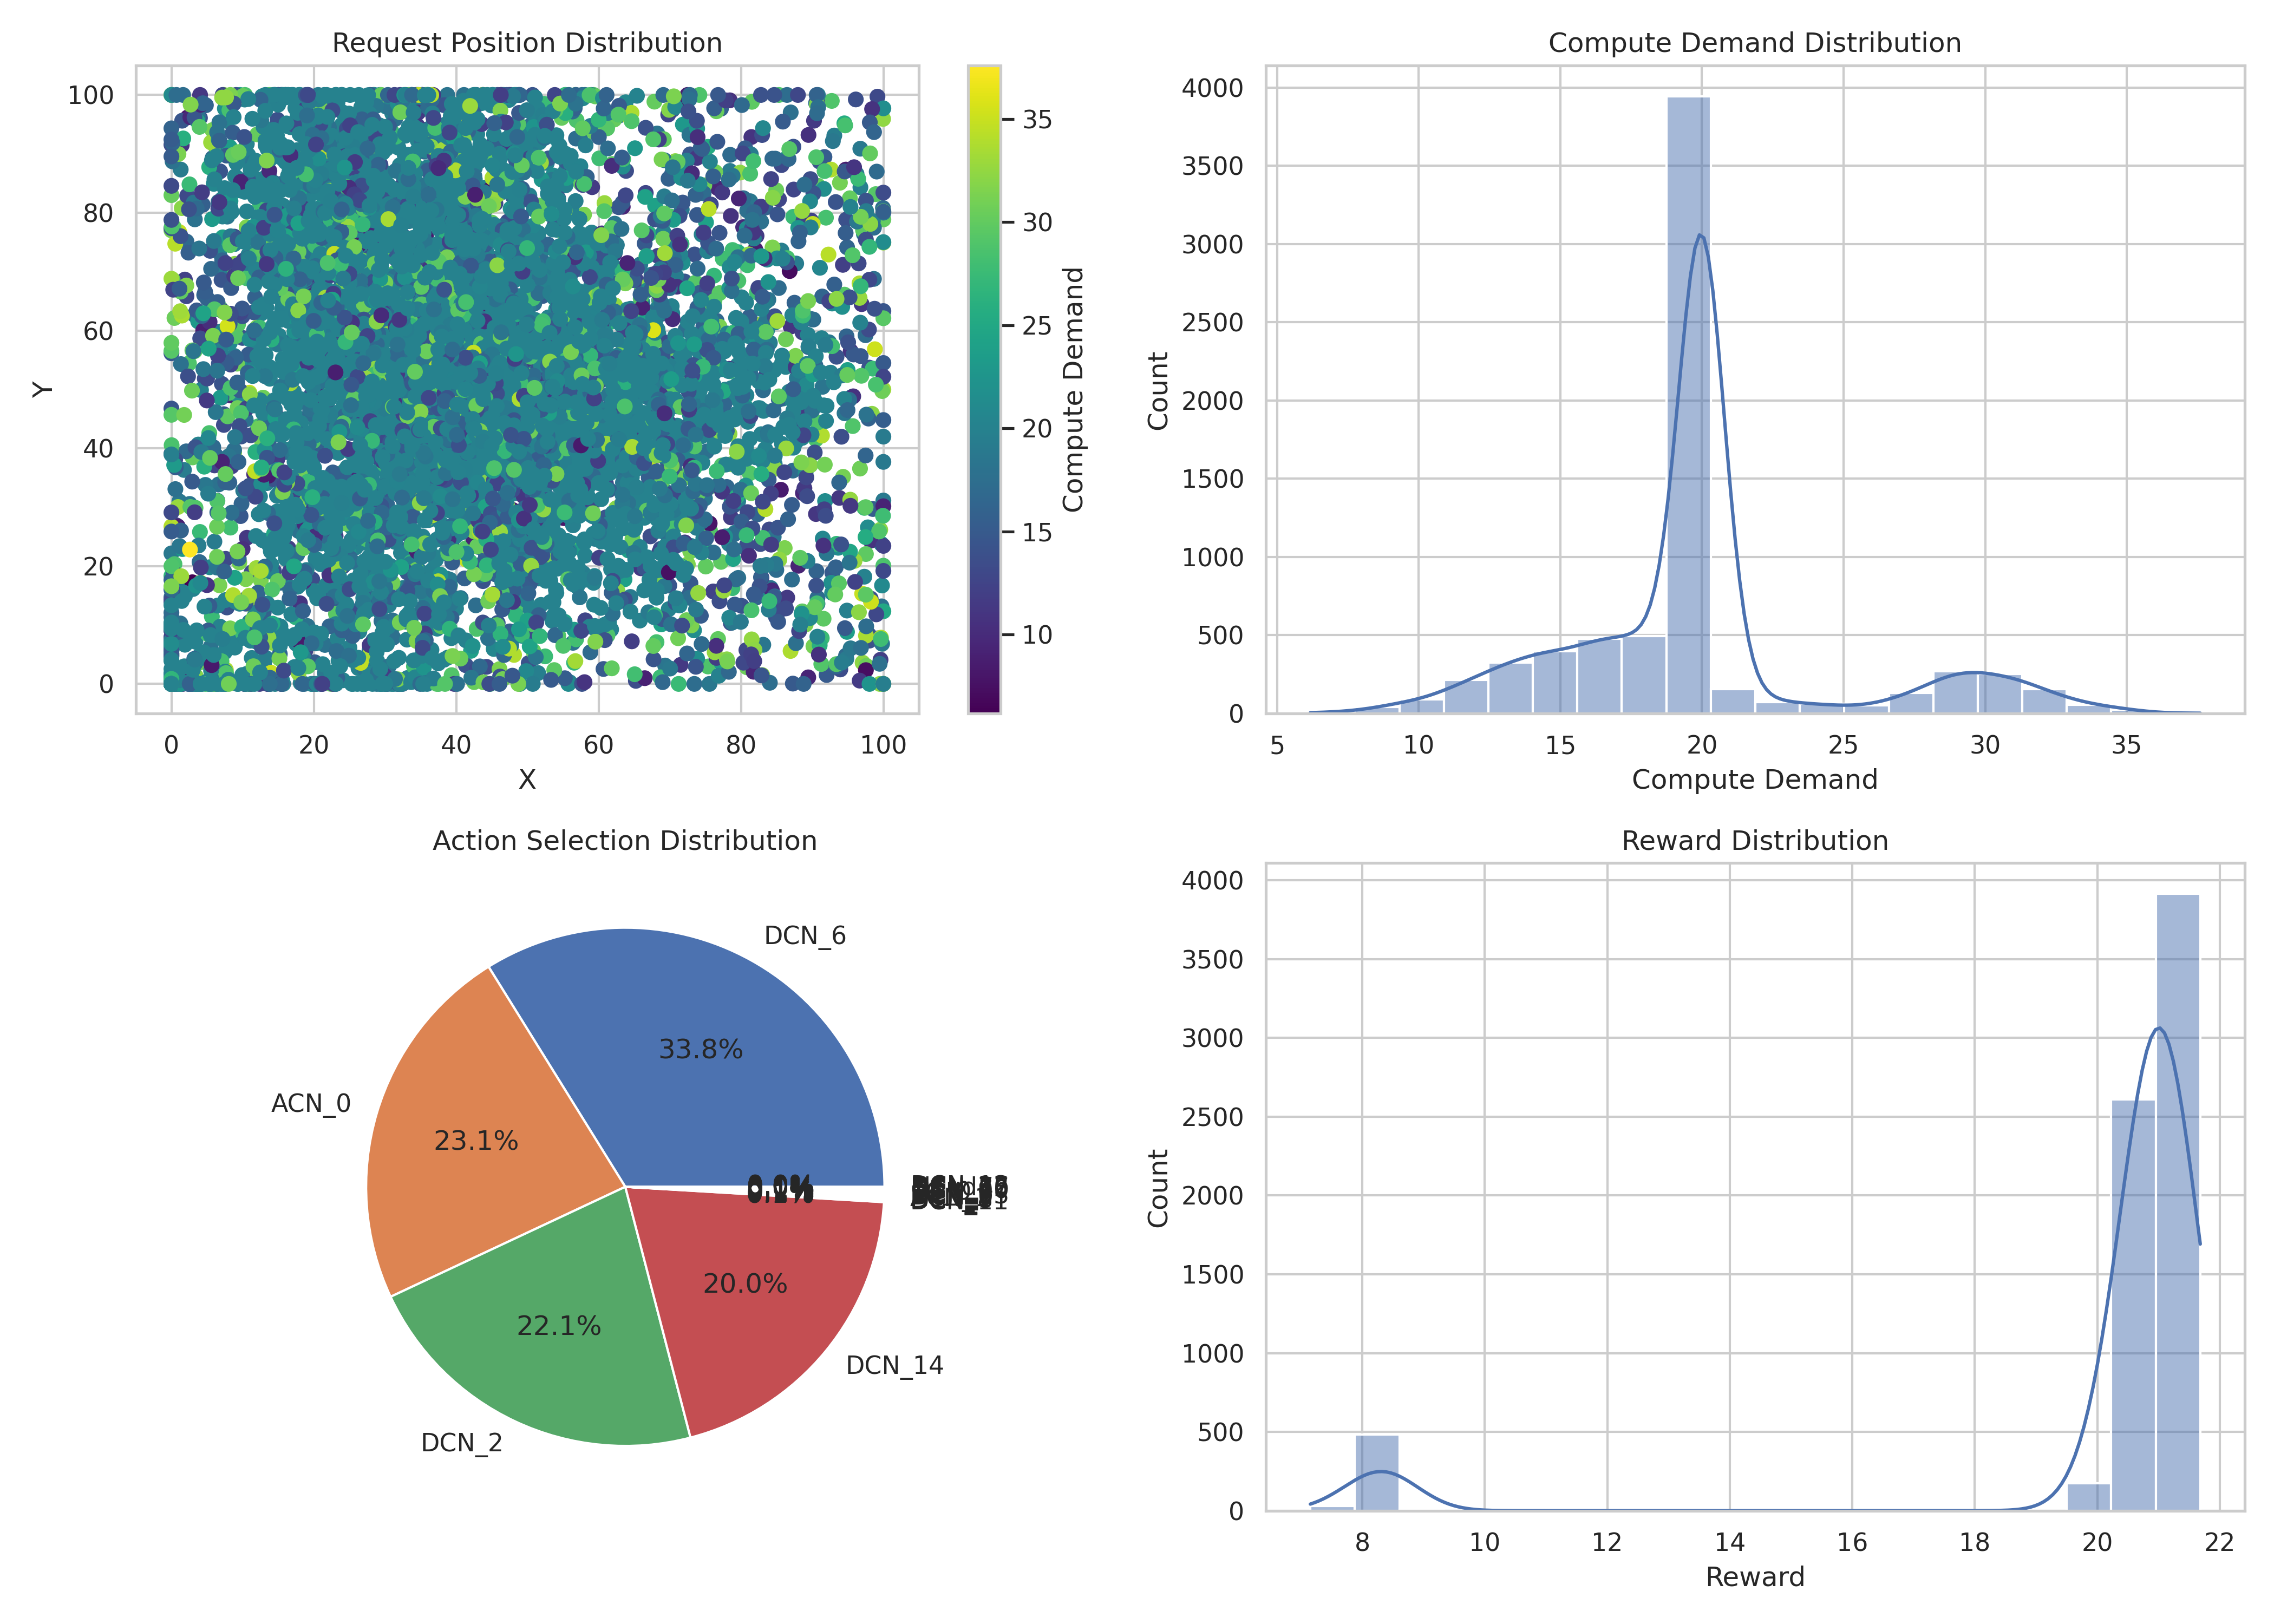 Request Position Distribution
100
80
60
40
20
0
Y
0 20 40 60 80 100
X
35
30
25
20
15
10
Compute Demand
Compute Demand Distribution
4000
3500
3000
2500
2000
1500
1000
500
0
Count
5 10 15 20 25 30 35
Compute Demand
Action Selection Distribution
DCN_6
33.8%
ACN_0
23.1%
20.0%
22.1%
DCN_14
DCN_2
Reward Distribution
4000
3500
3000
2500
2000
1500
1000
500
0
Count
8 10 12 14 16 18 20 22
Reward